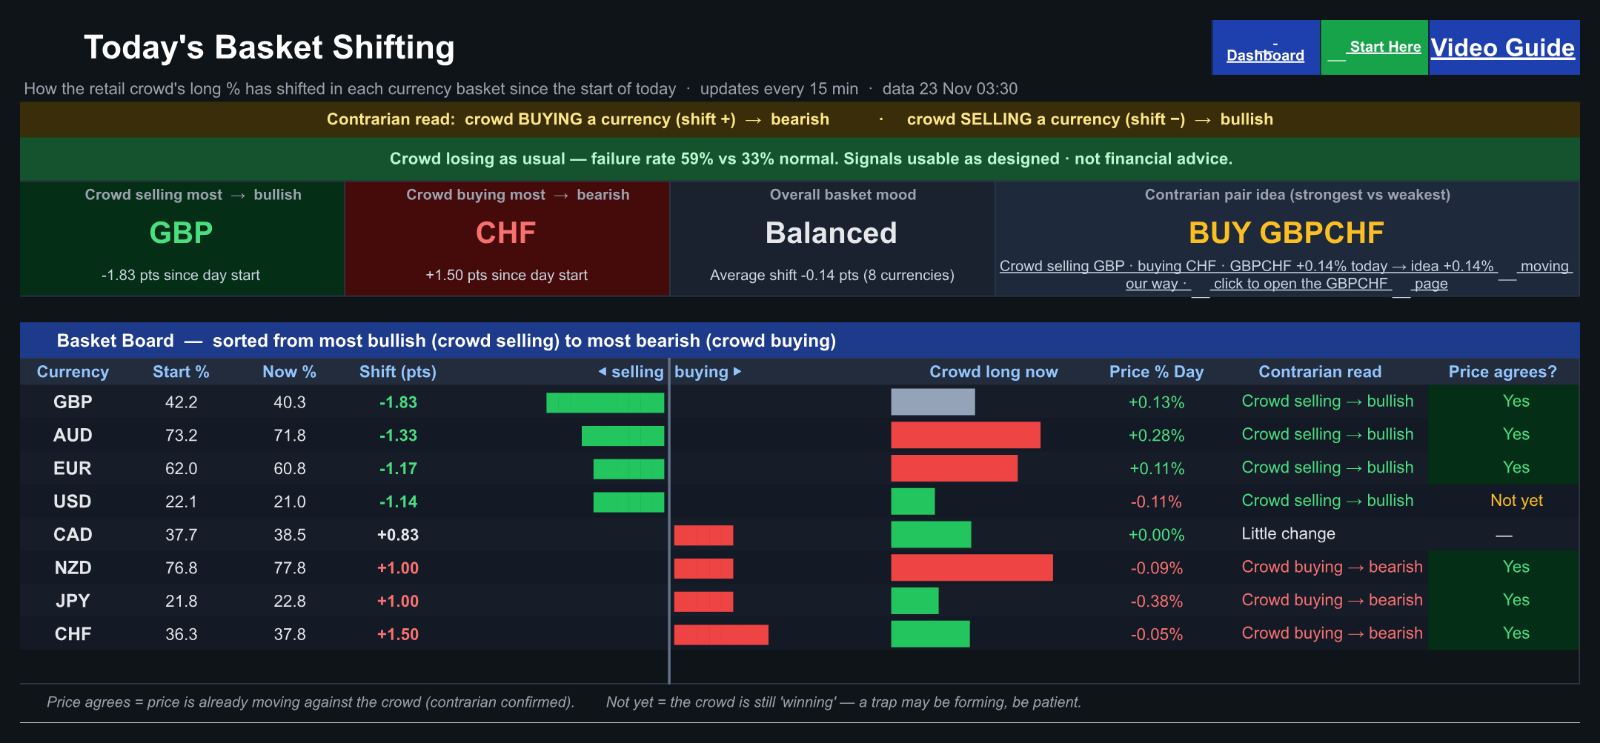 Today's Basket Shifting
Dashboard
Start Here
Video Guide
How the retail crowd's long % has shifted in each currency basket since the start of today · updates every 15 min · data 23 Nov 03:30
Contrarian read: crowd BUYING a currency (shift +) → bearish · crowd SELLING a currency (shift −) → bullish
Crowd losing as usual — failure rate 59% vs 33% normal. Signals usable as designed · not financial advice.
Crowd selling most → bullish
GBP
-1.83 pts since day start
Crowd buying most → bearish
CHF
+1.50 pts since day start
Overall basket mood
Balanced
Average shift -0.14 pts (8 currencies)
Contrarian pair idea (strongest vs weakest)
BUY GBPCHF
Crowd selling GBP · buying CHF · GBPCHF +0.14% today → idea +0.14% __ moving
our way · __ click to open the GBPCHF __ page
Basket Board — sorted from most bullish (crowd selling) to most bearish (crowd buying)
Currency Start % Now % Shift (pts) ◀ selling buying ▶ Crowd long now Price % Day Contrarian read Price agrees?
GBP 42.2 40.3 -1.83 +0.13% Crowd selling → bullish Yes
AUD 73.2 71.8 -1.33 +0.28% Crowd selling → bullish Yes
EUR 62.0 60.8 -1.17 +0.11% Crowd selling → bullish Yes
USD 22.1 21.0 -1.14 -0.11% Crowd selling → bullish Not yet
CAD 37.7 38.5 +0.83 +0.00% Little change —
NZD 76.8 77.8 +1.00 -0.09% Crowd buying → bearish Yes
JPY 21.8 22.8 +1.00 -0.38% Crowd buying → bearish Yes
CHF 36.3 37.8 +1.50 -0.05% Crowd buying → bearish Yes
Price agrees = price is already moving against the crowd (contrarian confirmed). Not yet = the crowd is still 'winning' — a trap may be forming, be patient.